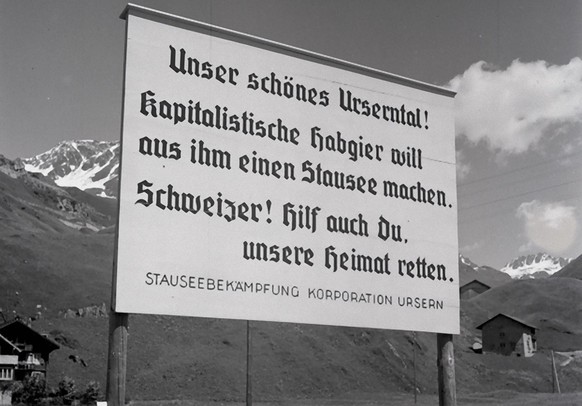 Unser schönes Urserntal!
Kapitalistische Habgier will
aus ihm einen Stausee machen.
Schweizer! Hilf auch Du,
unsere Heimat retten.
STAUSEEBEKÄMPFUNG KORPORATION URSERN